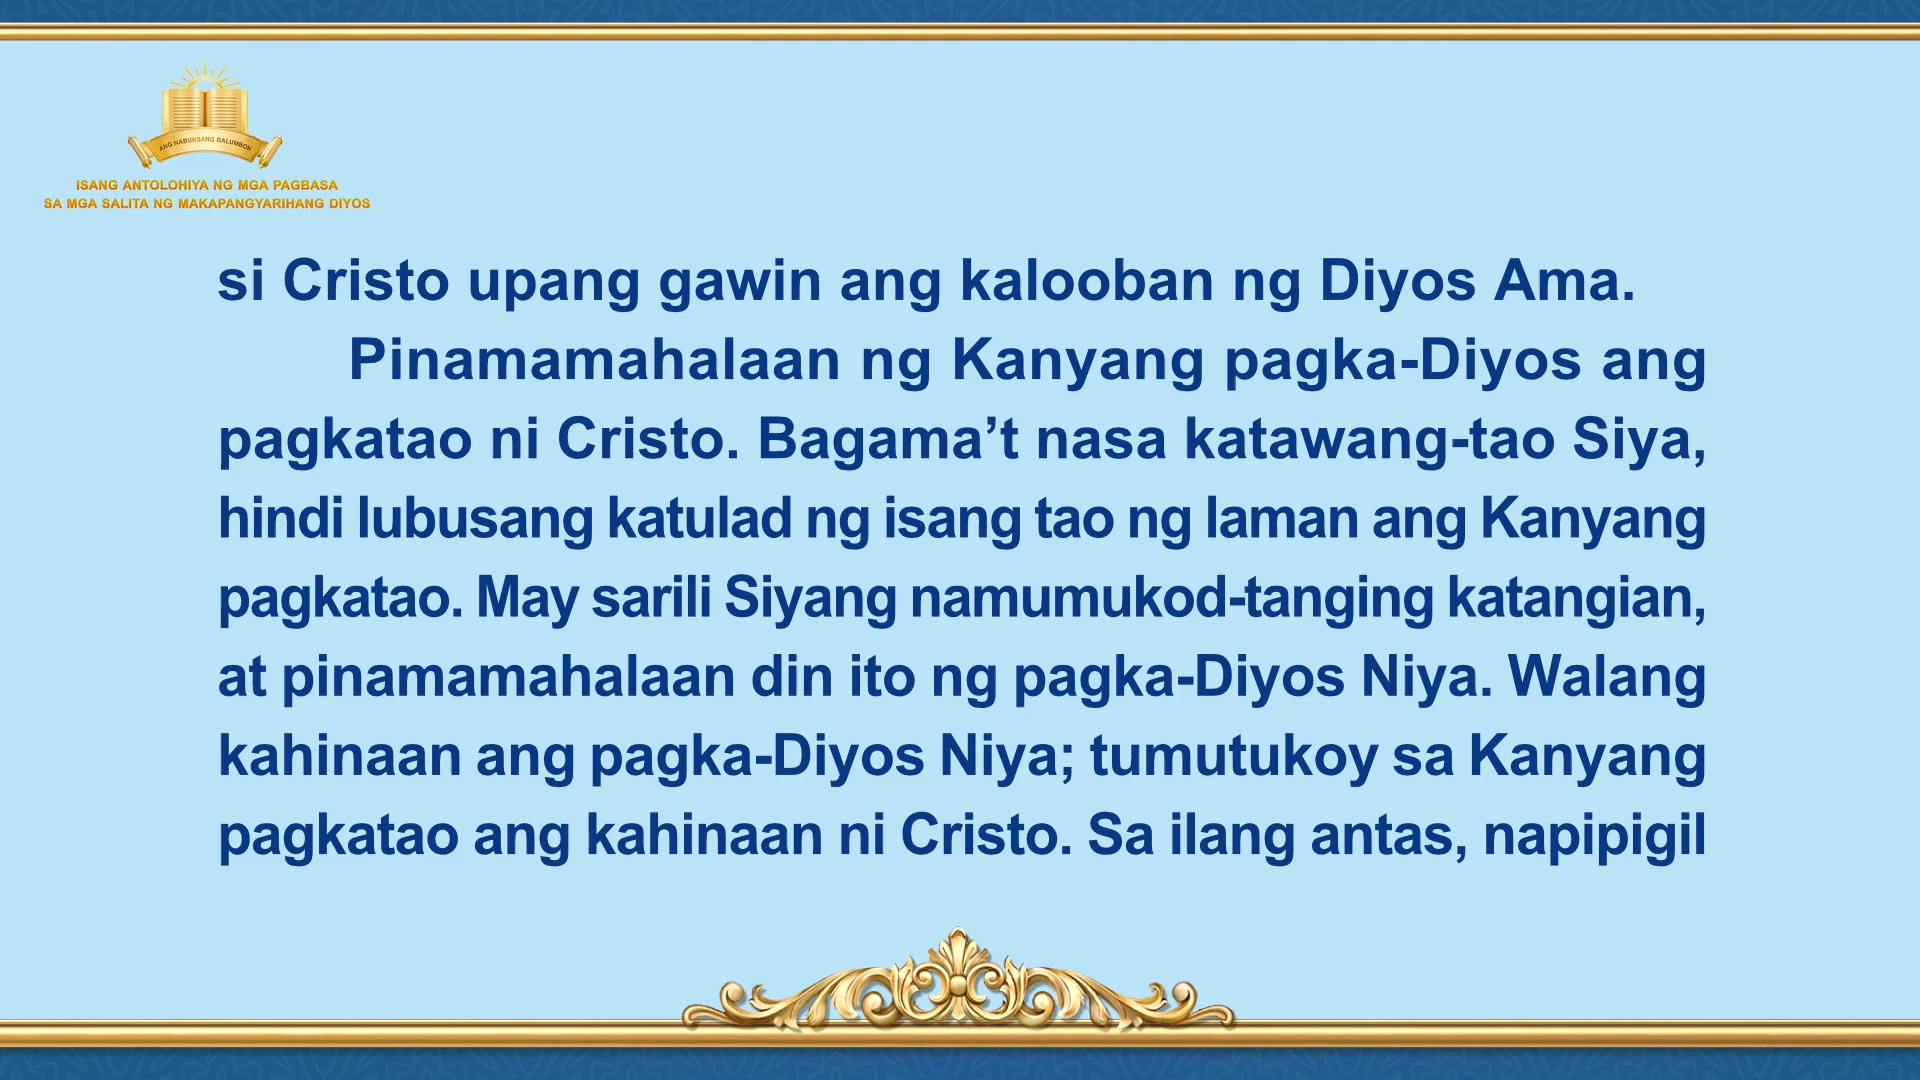 ANG NABUKSANG BALUMBON
ISANG ANTOLOHIYA NG MGA PAGBASA
SA MGA SALITA NG MAKAPANGYARIHANG DIYOS
si Cristo upang gawin ang kalooban ng Diyos Ama.
Pinamamahalaan ng Kanyang pagka-Diyos ang
pagkatao ni Cristo. Bagama’t nasa katawang-tao Siya,
hindi lubusang katulad ng isang tao ng laman ang Kanyang
pagkatao. May sarili Siyang namumukod-tanging katangian,
at pinamamahalaan din ito ng pagka-Diyos Niya. Walang
kahinaan ang pagka-Diyos Niya; tumutukoy sa Kanyang
pagkatao ang kahinaan ni Cristo. Sa ilang antas, napipigil